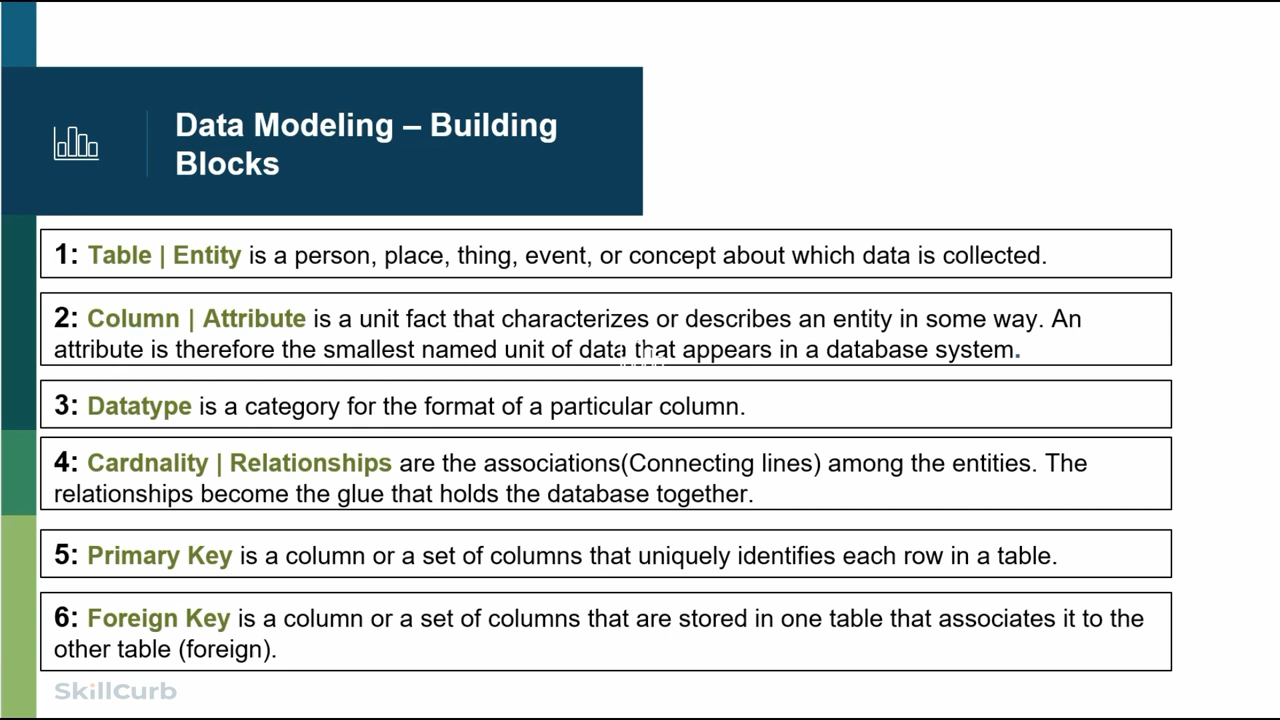 Data Modeling – Building
Blocks
1: Table | Entity is a person, place, thing, event, or concept about which data is collected.
2: Column | Attribute is a unit fact that characterizes or describes an entity in some way. An
attribute is therefore the smallest named unit of data that appears in a database system.
3: Datatype is a category for the format of a particular column.
4: Cardnality | Relationships are the associations(Connecting lines) among the entities. The
relationships become the glue that holds the database together.
5: Primary Key is a column or a set of columns that uniquely identifies each row in a table.
6: Foreign Key is a column or a set of columns that are stored in one table that associates it to the
other table (foreign).
SkillCurb